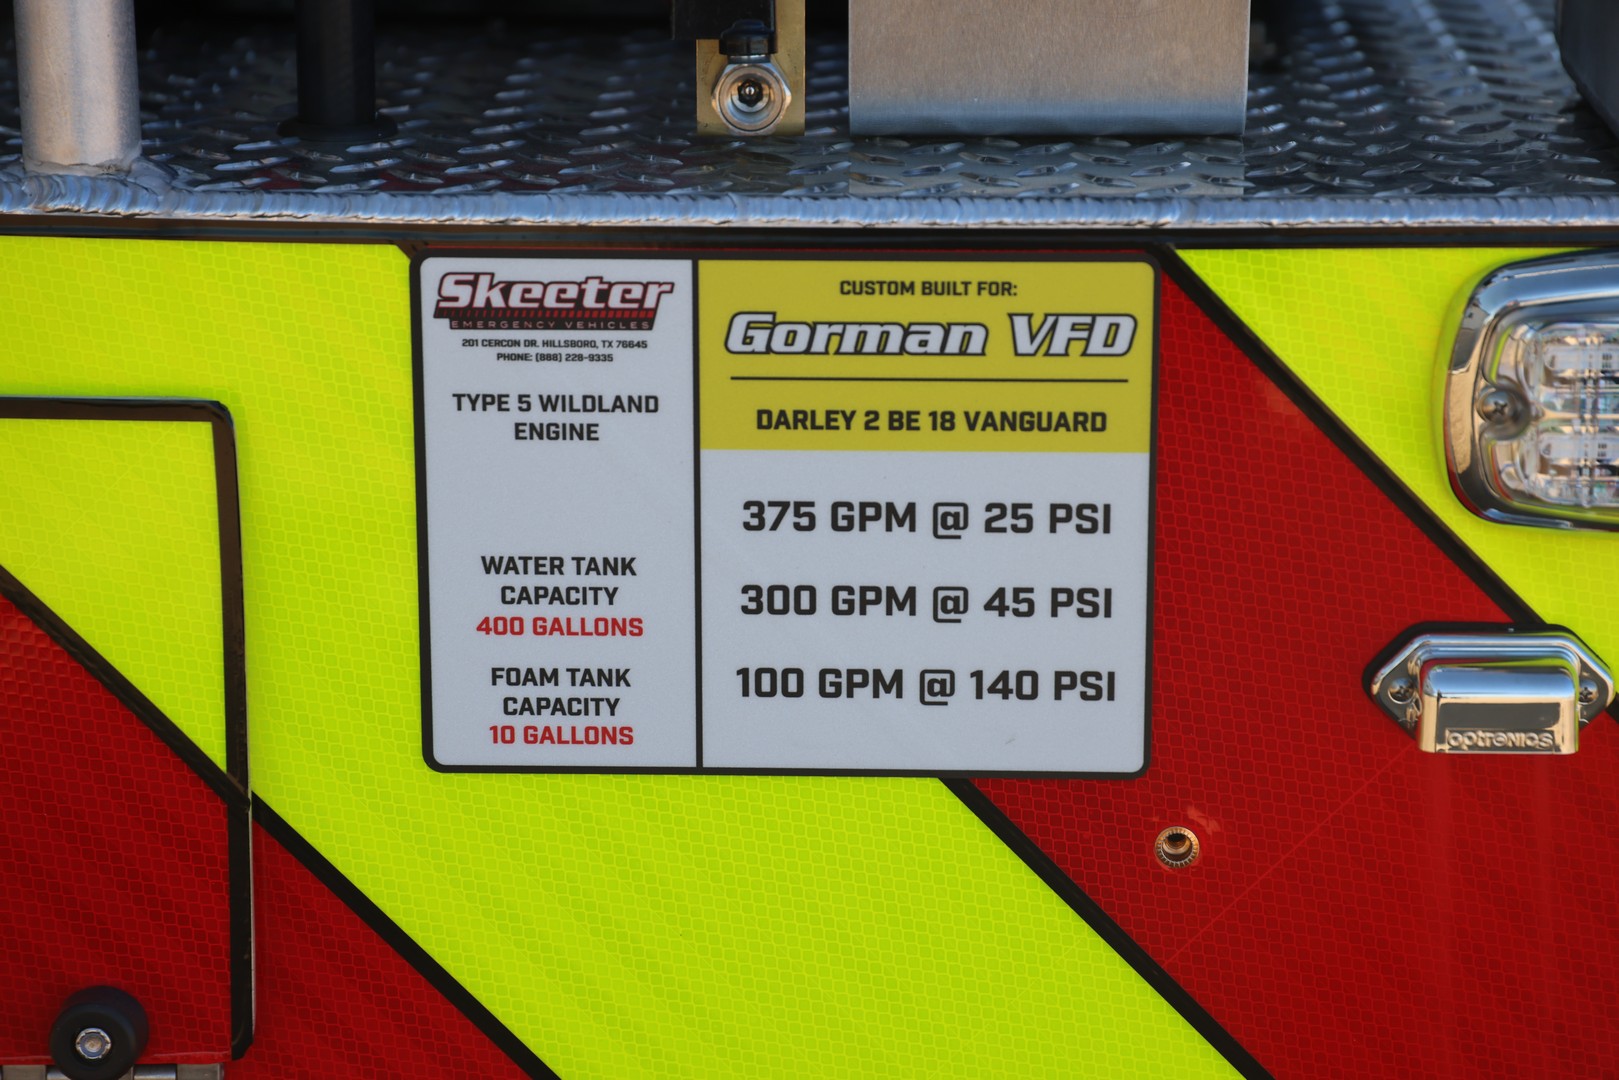 Skeeter
EMERGENCY VEHICLES
201 CERCON DR. HILLSBORO, TX 76645
PHONE: (888) 228-9335
TYPE 5 WILDLAND
ENGINE
WATER TANK
CAPACITY
400 GALLONS
FOAM TANK
CAPACITY
10 GALLONS
CUSTOM BUILT FOR:
Gorman VFD
DARLEY 2 BE 18 VANGUARD
375 GPM @ 25 PSI
300 GPM @ 45 PSI
100 GPM @ 140 PSI
optronics